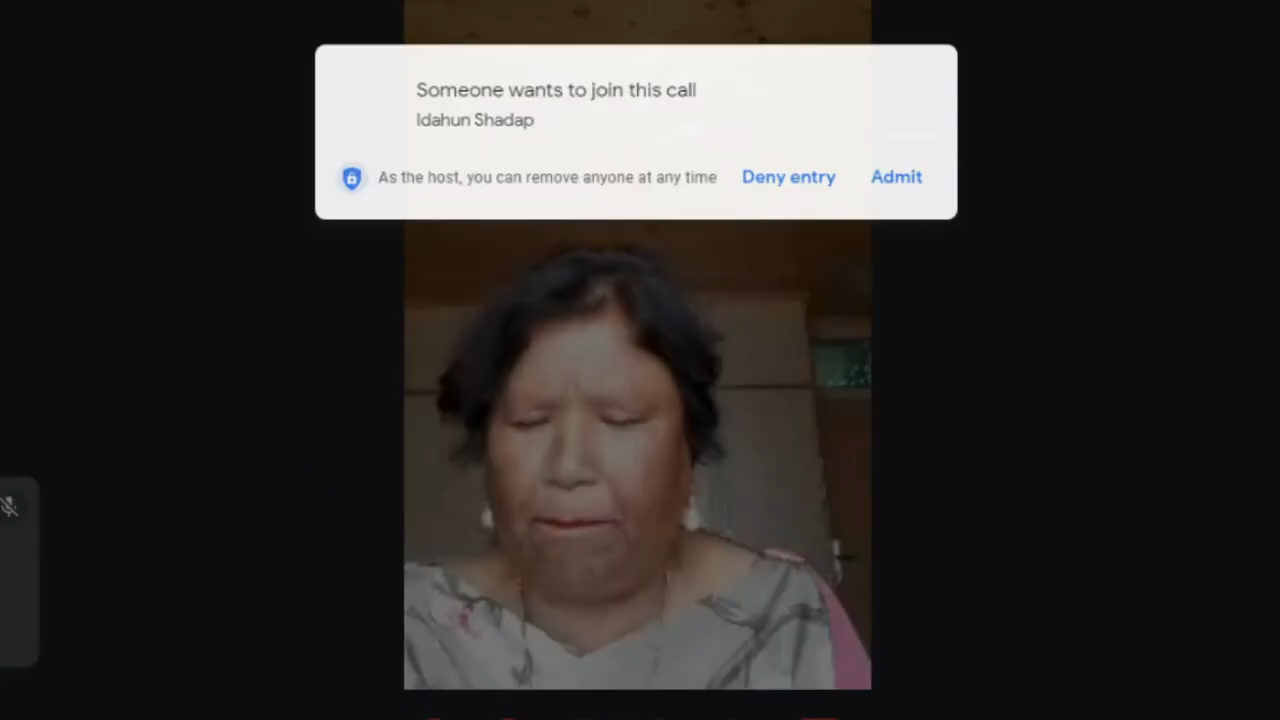 Someone wants to join this call
Idahun Shadap
As the host, you can remove anyone at any time
Deny entry
Admit